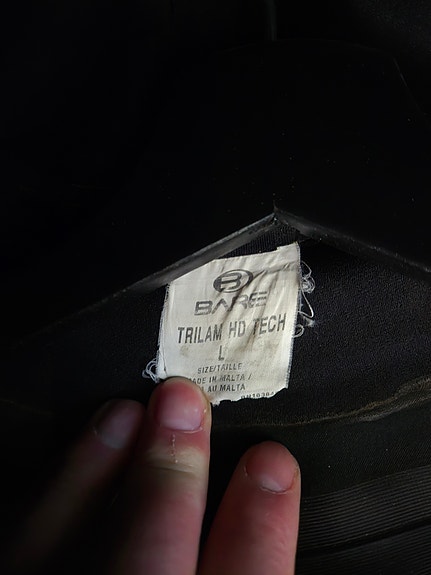 B
BARE
TRILAM HD TECH
L
SIZE/TAILLE
MADE IN MALTA /
AU MALTA